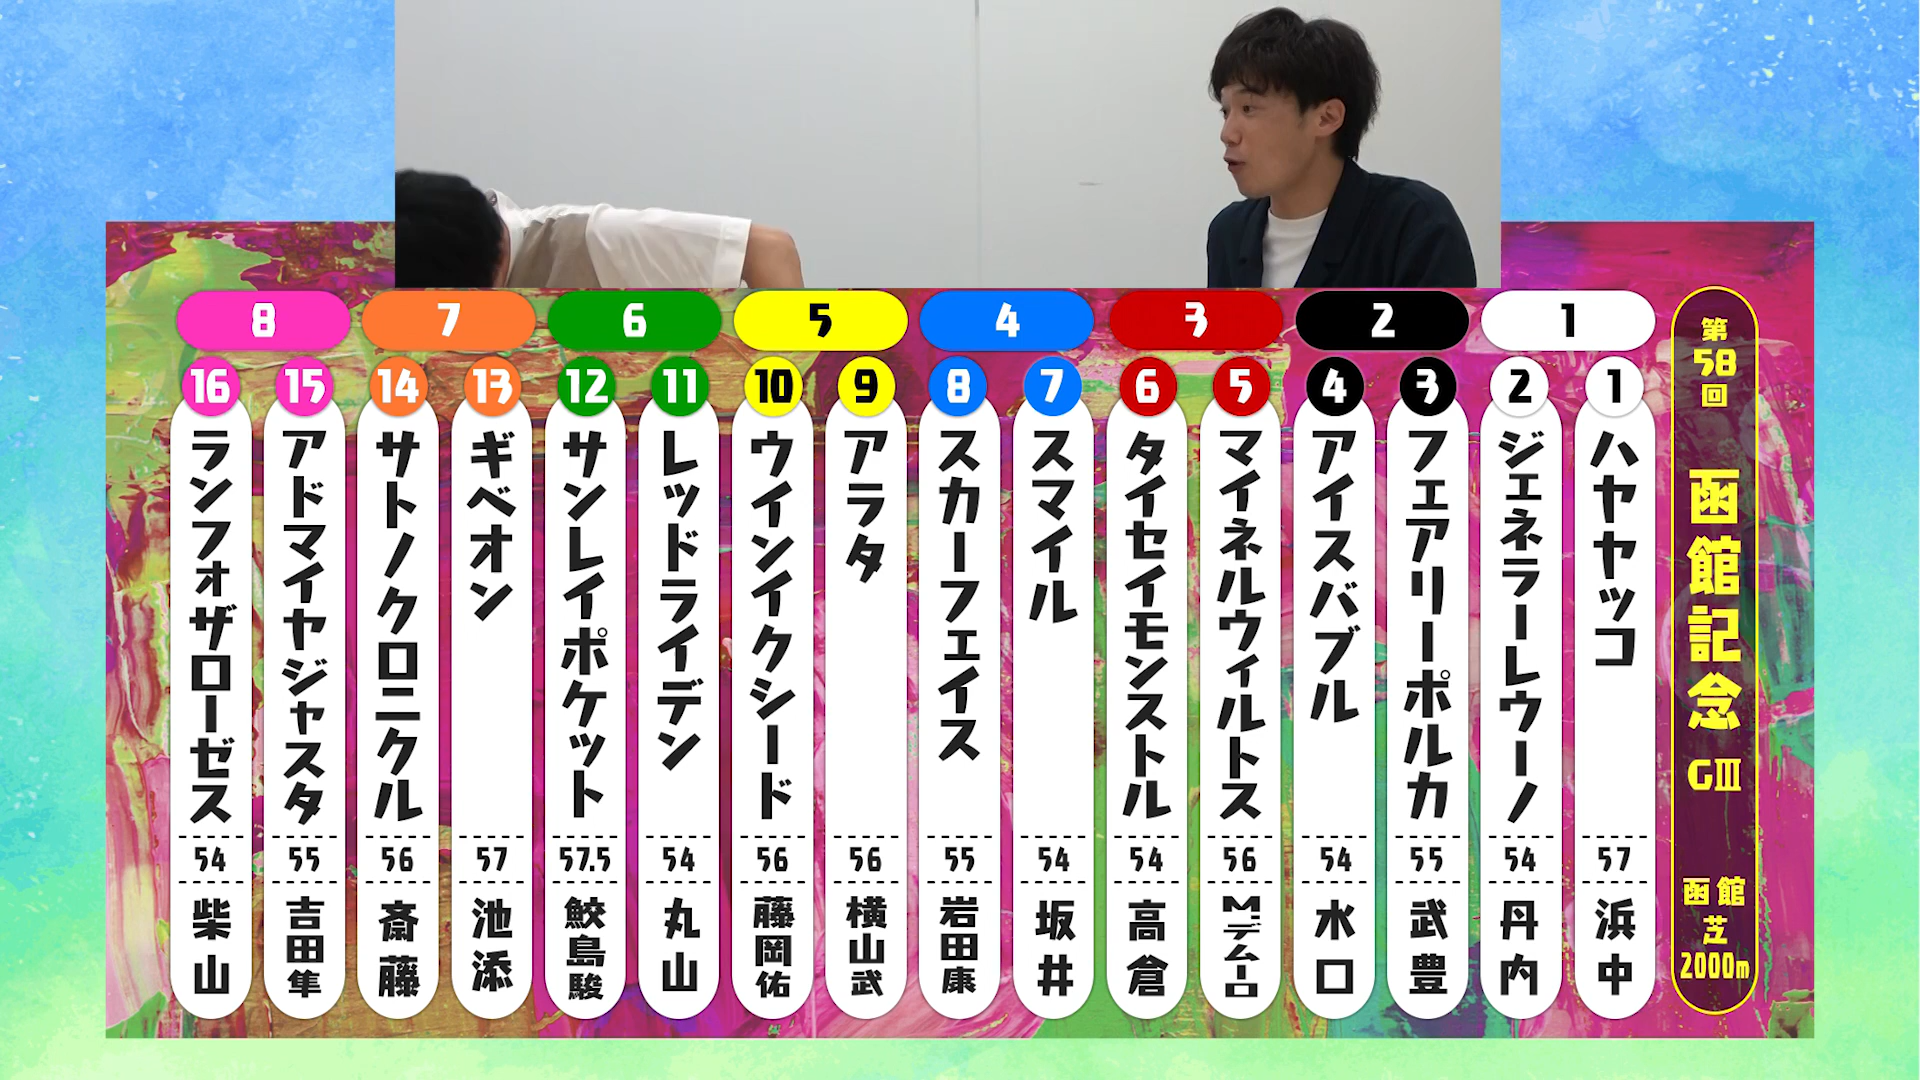 第58回 函館記念 GⅢ 函館 芝 2000m
1 2 3 4 5 6 7 8
1 ハヤヤッコ 57 浜中
2 ジェネラーレウーノ 54 丹内
3 フェアリーポルカ 55 武豊
4 アイスバブル 54 水口
5 マイネルウィルトス 56 M.デムーロ
6 タイセイモンストル 54 高倉
7 スマイル 54 坂井
8 スカーフェイス 55 岩田康
9 アラタ 56 横山武
10 ウインイクシード 56 藤岡佑
11 レッドライデン 54 丸山
12 サンレイポケット 57.5 鮫島駿
13 ギベオン 57 池添
14 サトノクロニクル 56 斎藤
15 アドマイヤジャスタ 55 吉田隼
16 ランフォザローゼス 54 柴山